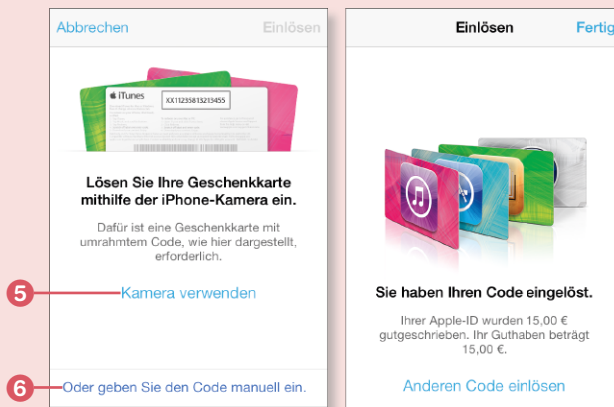 Abbrechen Einlösen
iTunes
XX11235813213455
Lösen Sie Ihre Geschenkkarte
mithilfe der iPhone-Kamera ein.
Dafür ist eine Geschenkkarte mit
umrahmtem Code, wie hier dargestellt,
erforderlich.
5 Kamera verwenden
6 Oder geben Sie den Code manuell ein.
Einlösen Fertig
Sie haben Ihren Code eingelöst.
Ihrer Apple-ID wurden 15,00 €
gutgeschrieben. Ihr Guthaben beträgt
15,00 €.
Anderen Code einlösen